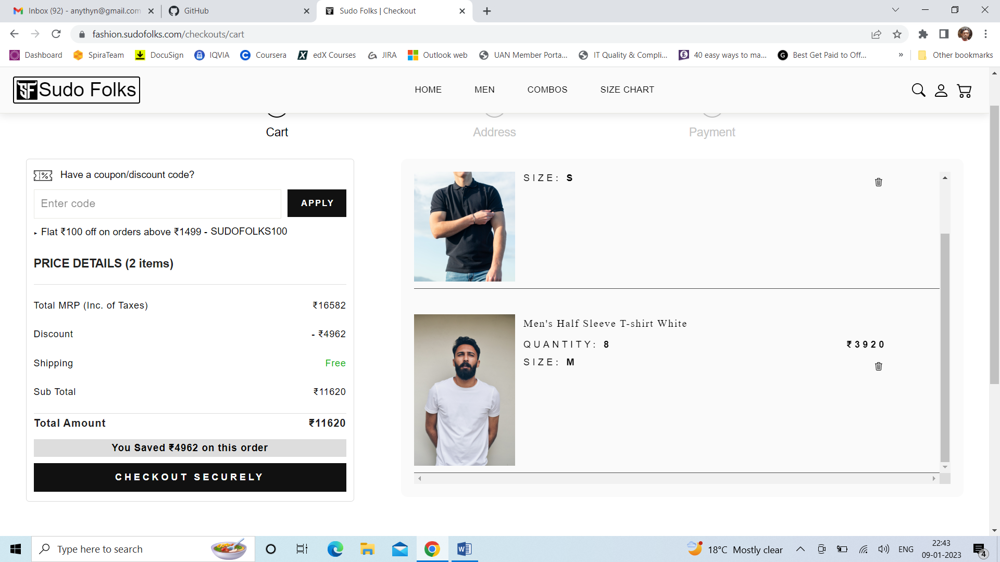 Inbox (92) - anythyn@gmail.com
GitHub
Sudo Folks | Checkout
fashion.sudofolks.com/checkouts/cart
Dashboard
SpiraTeam
DocuSign
IQVIA
Coursera
edX Courses
JIRA
Outlook web
UAN Member Porta...
IT Quality & Compli...
40 easy ways to ma...
Best Get Paid to Off...
»
Other bookmarks
SF Sudo Folks
HOME
MEN
COMBOS
SIZE CHART
Cart
Address
Payment
Have a coupon/discount code?
Enter code
APPLY
Flat ₹100 off on orders above ₹1499 - SUDOFOLKS100
PRICE DETAILS (2 items)
Total MRP (Inc. of Taxes) ₹16582
Discount - ₹4962
Shipping Free
Sub Total ₹11620
Total Amount ₹11620
You Saved ₹4962 on this order
CHECKOUT SECURELY
SIZE: S
Men's Half Sleeve T-shirt White
QUANTITY: 8 ₹3920
SIZE: M
Type here to search
18°C Mostly clear
ENG
22:43
09-01-2023
4